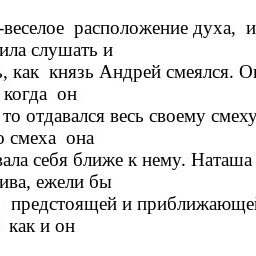 -веселое расположение духа, и
ила слушать и
, как князь Андрей смеялся. О
когда он
то отдавался весь своему смеху
о смеха она
вала себя ближе к нему. Наташа
ива, ежели бы
предстоящей и приближающе
как и он